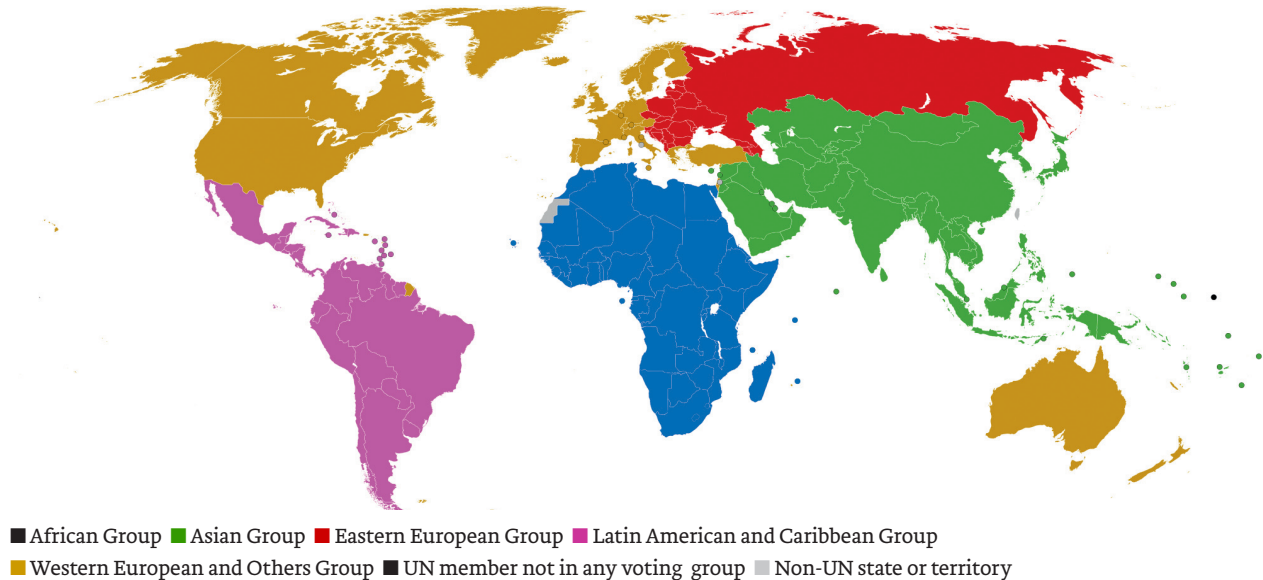 African Group Asian Group Eastern European Group Latin American and Caribbean Group
Western European and Others Group UN member not in any voting group Non-UN state or territory